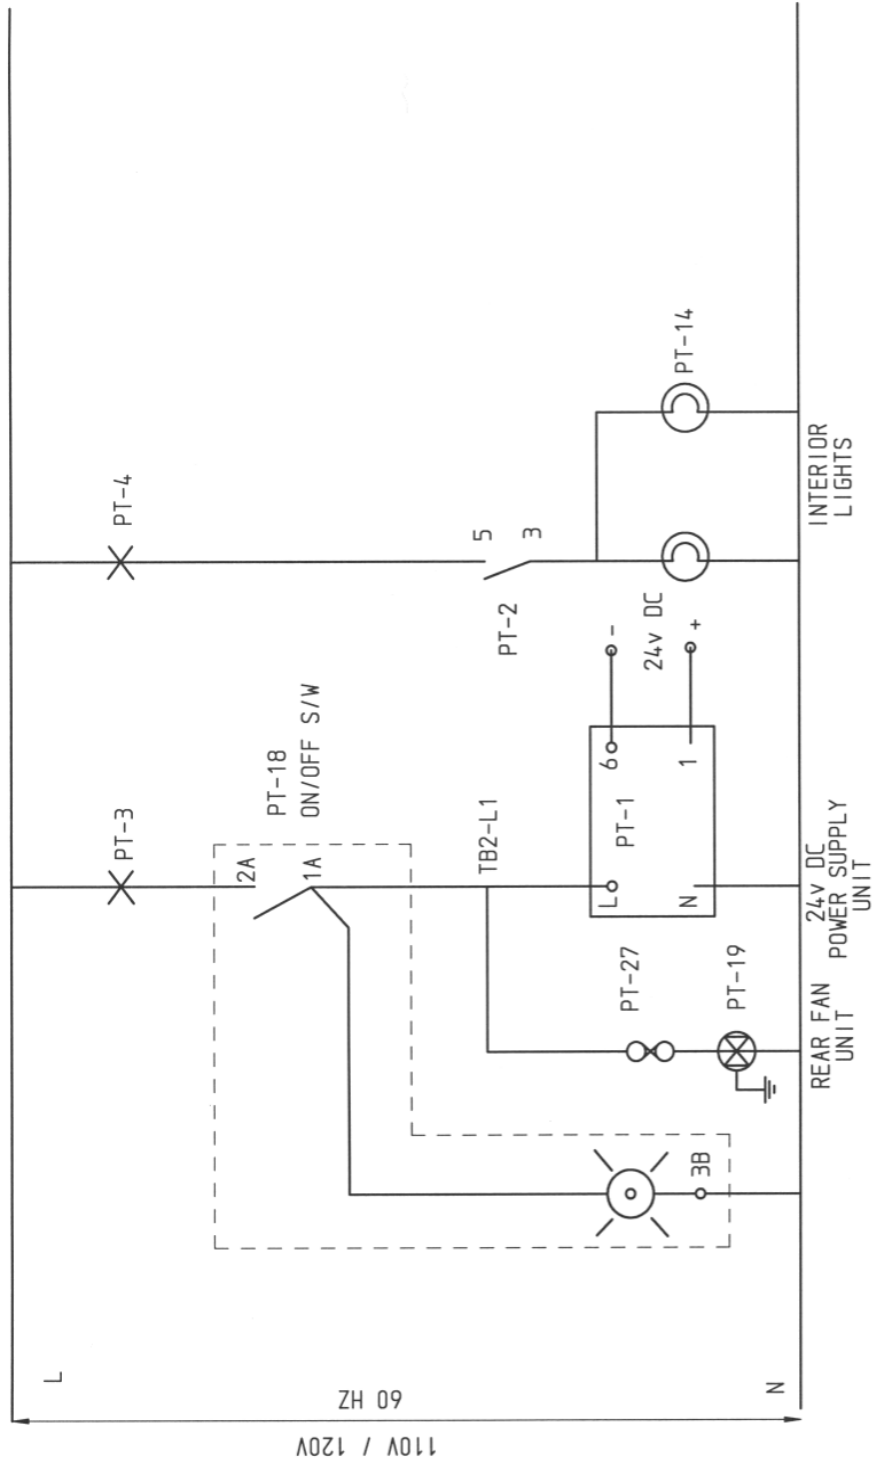 110V / 120V
60 HZ
L
N
3B
PT-3
2A
1A
PT-18
ON/OFF S/W
TB2-L1
PT-27
PT-19
REAR FAN
UNIT
L
N
PT-1
6
1
-
24v DC
+
24v DC
POWER SUPPLY
UNIT
PT-4
5
3
PT-2
PT-14
INTERIOR
LIGHTS